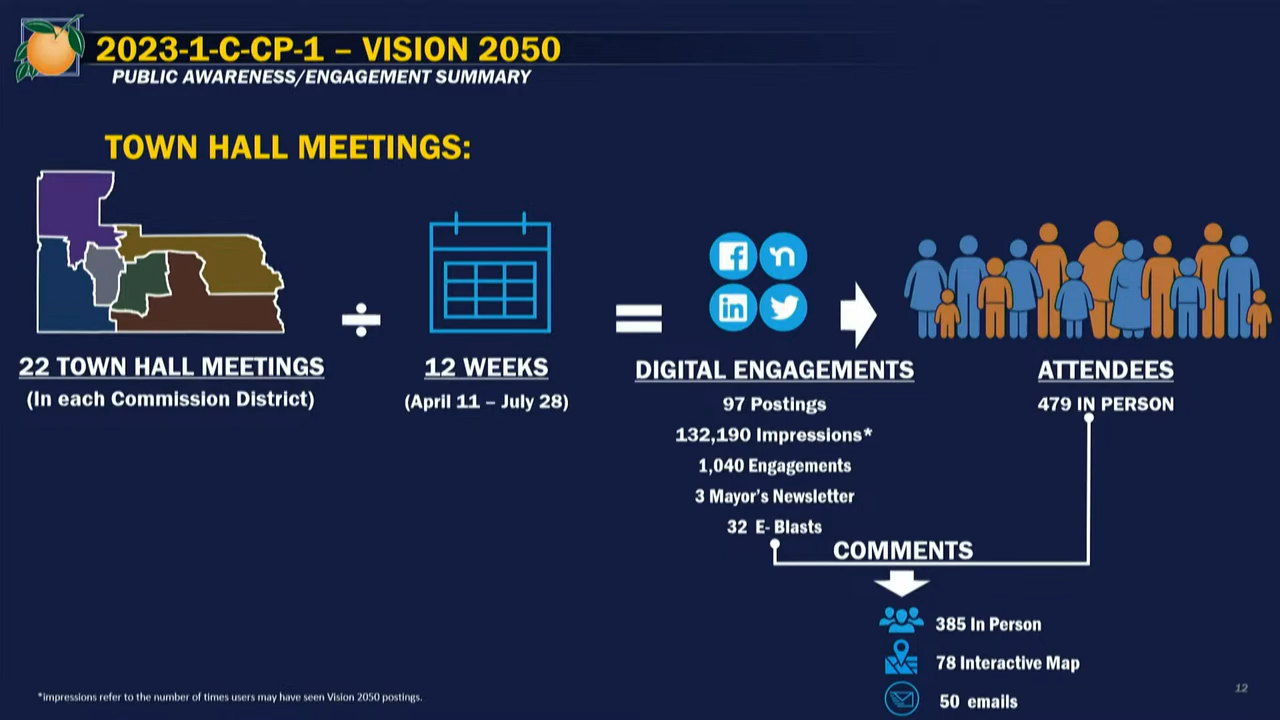 2023-1-C-CP-1 – VISION 2050
PUBLIC AWARENESS/ENGAGEMENT SUMMARY
TOWN HALL MEETINGS:
22 TOWN HALL MEETINGS
(In each Commission District)
÷
12 WEEKS
(April 11 – July 28)
=
DIGITAL ENGAGEMENTS
97 Postings
132,190 Impressions*
1,040 Engagements
3 Mayor's Newsletter
32 E- Blasts
ATTENDEES
479 IN PERSON
COMMENTS
385 In Person
78 Interactive Map
50 emails
*impressions refer to the number of times users may have seen Vision 2050 postings.
12